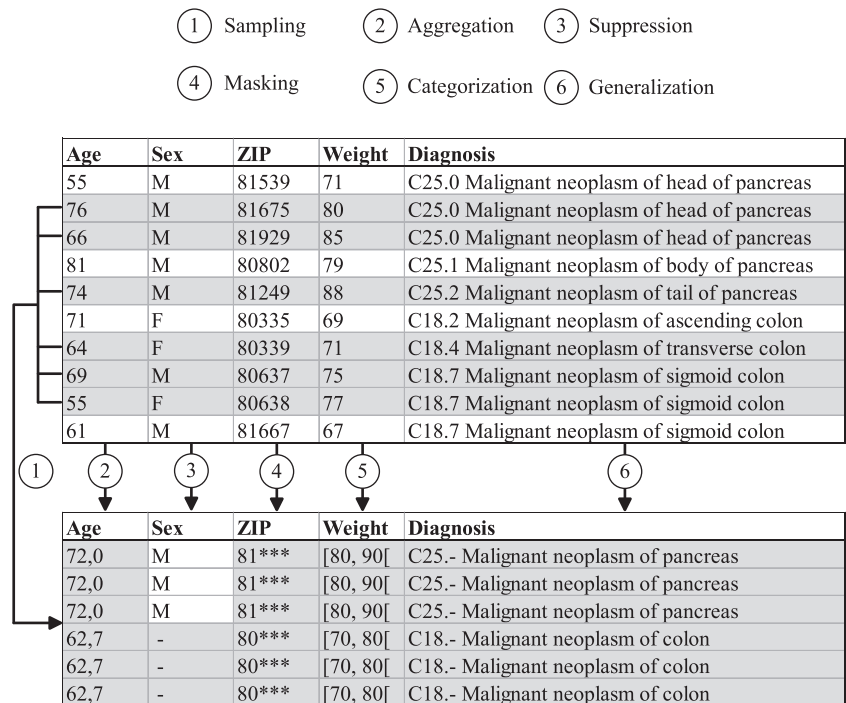 1 Sampling 2 Aggregation 3 Suppression
4 Masking 5 Categorization 6 Generalization
Age Sex ZIP Weight Diagnosis
55 M 81539 71 C25.0 Malignant neoplasm of head of pancreas
76 M 81675 80 C25.0 Malignant neoplasm of head of pancreas
66 M 81929 85 C25.0 Malignant neoplasm of head of pancreas
81 M 80802 79 C25.1 Malignant neoplasm of body of pancreas
74 M 81249 88 C25.2 Malignant neoplasm of tail of pancreas
71 F 80335 69 C18.2 Malignant neoplasm of ascending colon
64 F 80339 71 C18.4 Malignant neoplasm of transverse colon
69 M 80637 75 C18.7 Malignant neoplasm of sigmoid colon
55 F 80638 77 C18.7 Malignant neoplasm of sigmoid colon
61 M 81667 67 C18.7 Malignant neoplasm of sigmoid colon
1 2 3 4 5 6
Age Sex ZIP Weight Diagnosis
72,0 M 81*** [80, 90[ C25.- Malignant neoplasm of pancreas
72,0 M 81*** [80, 90[ C25.- Malignant neoplasm of pancreas
72,0 M 81*** [80, 90[ C25.- Malignant neoplasm of pancreas
62,7 - 80*** [70, 80[ C18.- Malignant neoplasm of colon
62,7 - 80*** [70, 80[ C18.- Malignant neoplasm of colon
62,7 - 80*** [70, 80[ C18.- Malignant neoplasm of colon